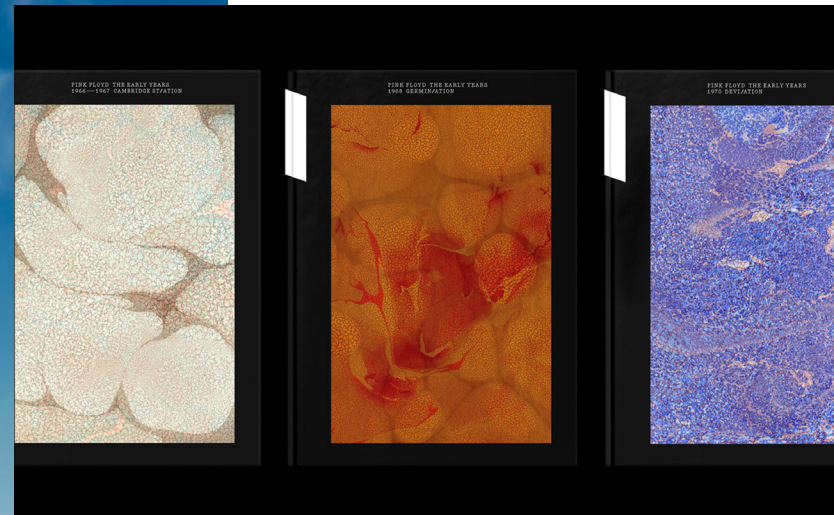 PINK FLOYD THE EARLY YEARS
1966—1967 CAMBRIDGE ST/ATION
PINK FLOYD THE EARLY YEARS
1968 GERMIN/ATION
PINK FLOYD THE EARLY YEARS
1970 DEVI/ATION